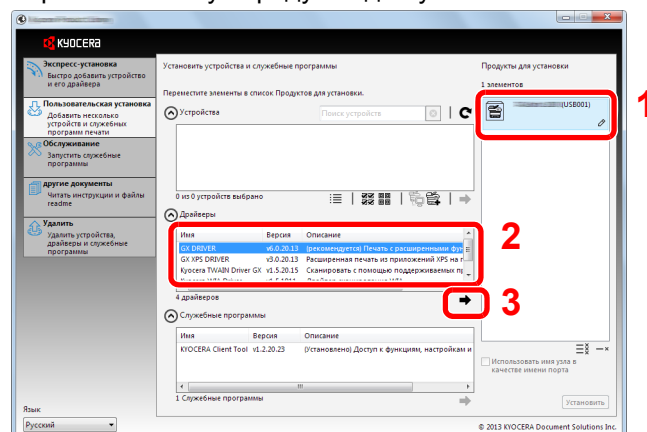 KYOCERA
Экспресс-установка
Быстро добавить устройство
и его драйвера
Пользовательская установка
Добавить несколько
устройств и служебных
программ печати
Обслуживание
Запустить служебные
программы
другие документы
Читать инструкции и файлы
readme
Удалить
Удалить устройства,
драйверы и служебные
программы
Язык:
Русский
Установить устройства и служебные программы
Переместите элементы в список Продуктов для установки.
Устройства
Поиск устройств
0 из 0 устройств выбрано
Драйверы
Имя Версия Описание
GX DRIVER v6.0.20.13 (рекомендуется) Печать с расширенными фун
GX XPS DRIVER v3.0.20.13 Расширенная печать из приложений XPS на п
Kyocera TWAIN Driver GX v1.5.20.15 Сканировать с помощью поддерживаемых пр
4 драйверов
Служебные программы
Имя Версия Описание
KYOCERA Client Tool v1.2.20.23 (Установлено) Доступ к функциям, настройкам и
1 Служебные программы
Продукты для установки
1 элементов
(USB001)
1
2
3
Использовать имя узла в
качестве имени порта
Установить
© 2013 KYOCERA Document Solutions Inc.